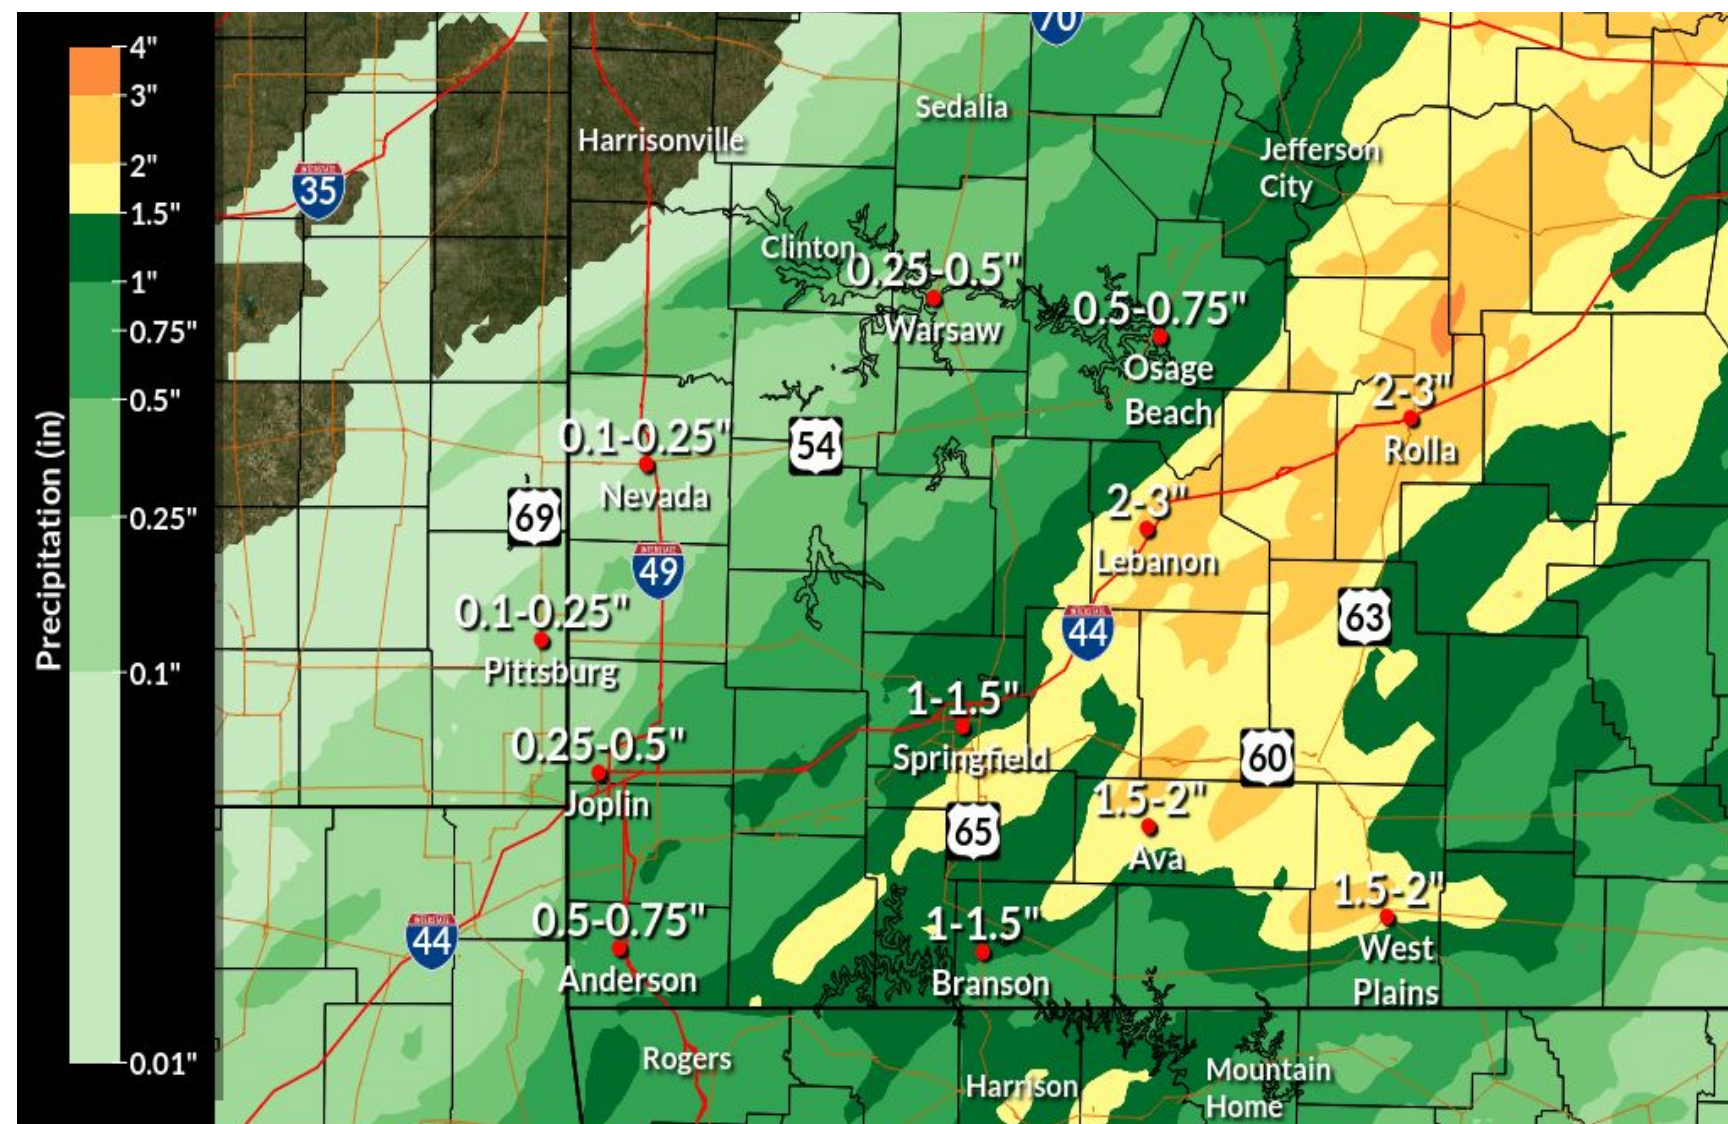 Precipitation (in)
4"
3"
2"
1.5"
1"
0.75"
0.5"
0.25"
0.1"
0.01"
70
Sedalia
Harrisonville
Jefferson
City
INTERSTATE
35
Clinton
0.25-0.5"
Warsaw
0.5-0.75"
Osage
Beach
2-3"
Rolla
0.1-0.25"
Nevada
54
69
2-3"
Lebanon
INTERSTATE
49
0.1-0.25"
Pittsburg
INTERSTATE
44
63
1-1.5"
Springfield
0.25-0.5"
Joplin
60
65
1.5-2"
Ava
1.5-2"
West
Plains
INTERSTATE
44
0.5-0.75"
Anderson
1-1.5"
Branson
Rogers
Harrison
Mountain
Home